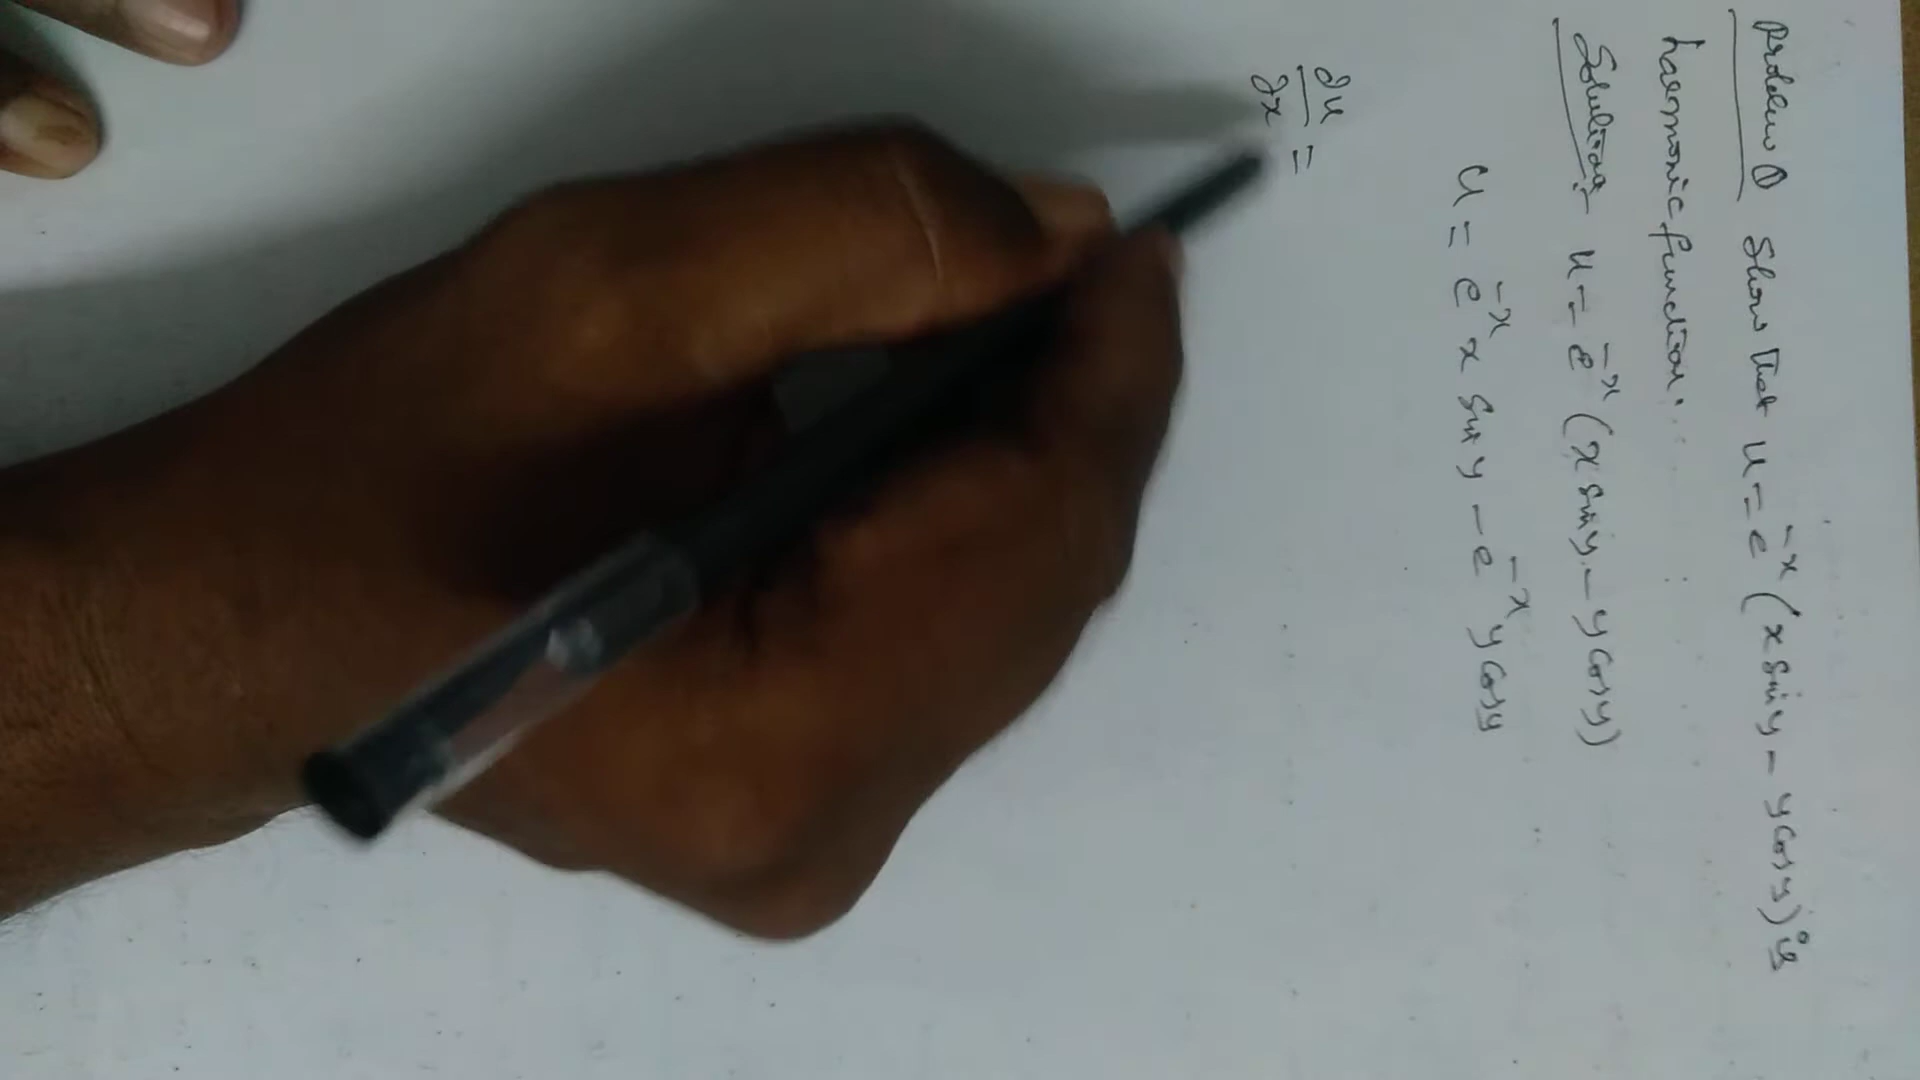 Problem ① Show that u = e^{-x} (x sin y - y cos y) is
harmonic function.
Solution:- u = e^{-x} (x sin y - y cos y)
u = e^{-x} x sin y - e^{-x} y cos y
∂u/∂x =